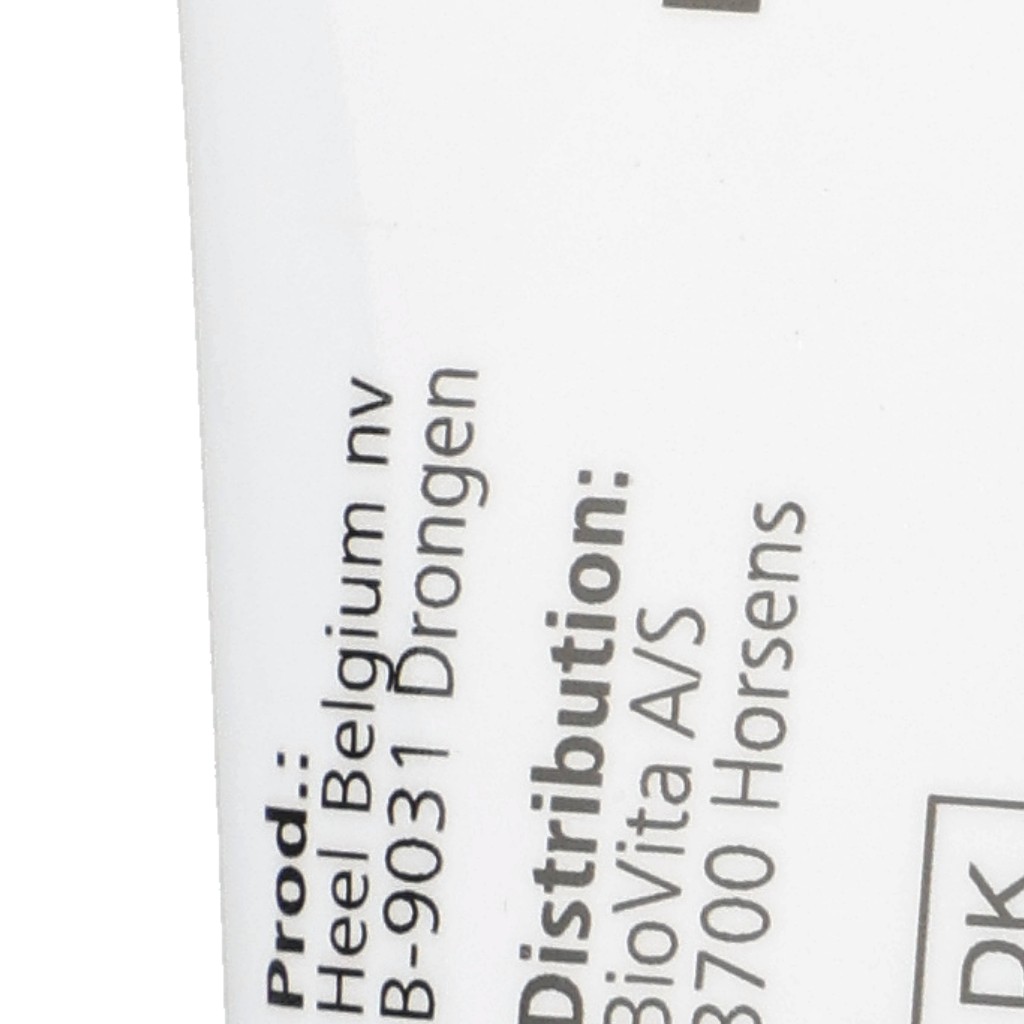 Prod.:
Heel Belgium nv
B-9031 Drongen
Distribution:
BioVita A/S
8700 Horsens
DK